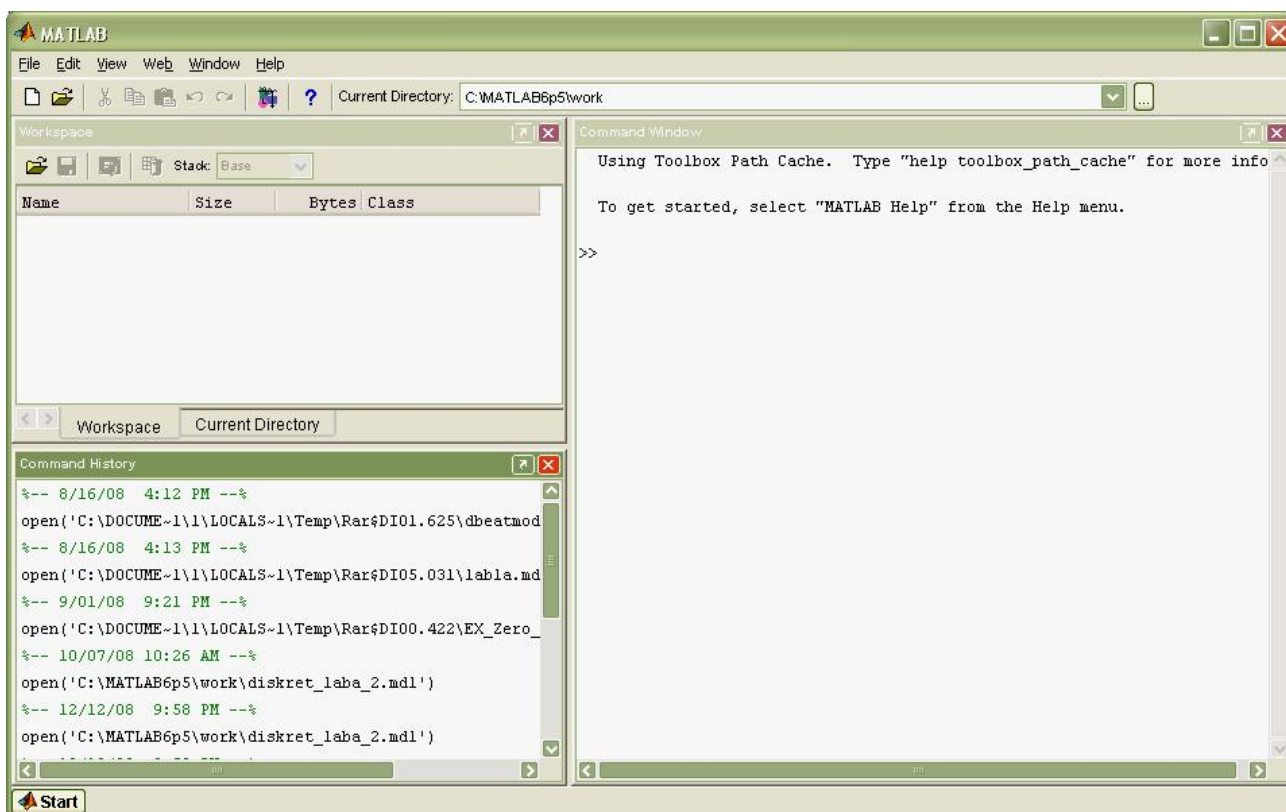 MATLAB
File Edit View Web Window Help
? Current Directory: C:\MATLAB6p5\work ...
Workspace
Stack: Base
Name Size Bytes Class
Workspace Current Directory
Command History
%-- 8/16/08 4:12 PM --%
open('C:\DOCUME~1\1\LOCALS~1\Temp\Rar$DI01.625\dbeatmod
%-- 8/16/08 4:13 PM --%
open('C:\DOCUME~1\1\LOCALS~1\Temp\Rar$DI05.031\lab1a.md
%-- 9/01/08 9:21 PM --%
open('C:\DOCUME~1\1\LOCALS~1\Temp\Rar$DI00.422\EX_Zero_
%-- 10/07/08 10:26 AM --%
open('C:\MATLAB6p5\work\diskret_laba_2.mdl')
%-- 12/12/08 9:58 PM --%
open('C:\MATLAB6p5\work\diskret_laba_2.mdl')
Command Window
Using Toolbox Path Cache. Type "help toolbox_path_cache" for more info
To get started, select "MATLAB Help" from the Help menu.
>>
Start